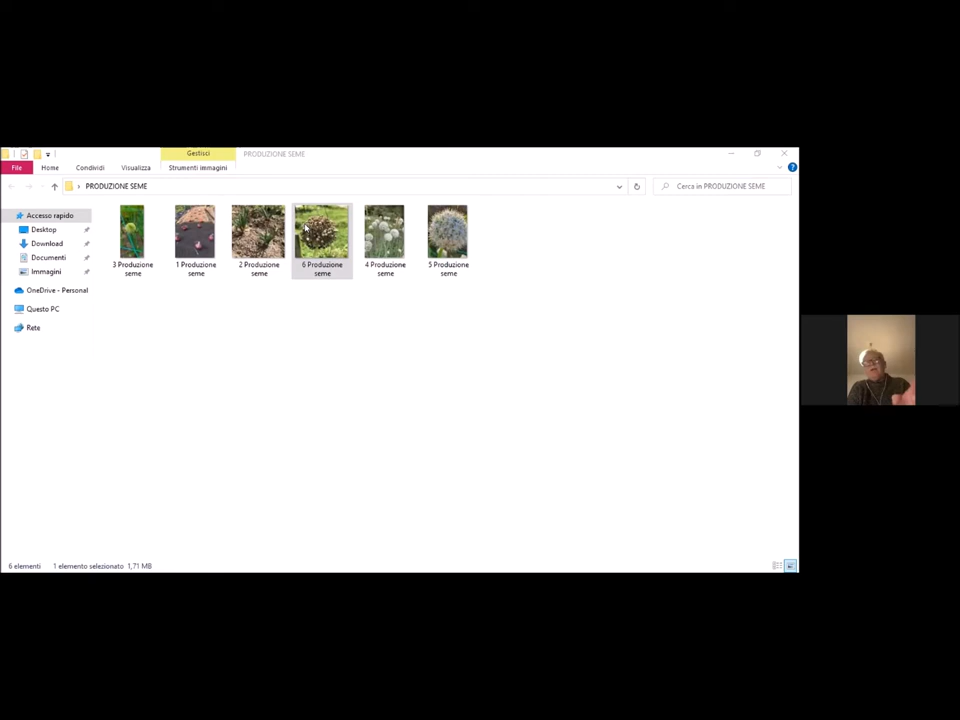 Gestisci
PRODUZIONE SEME
File
Home
Condividi
Visualizza
Strumenti immagini
PRODUZIONE SEME
Cerca in PRODUZIONE SEME
Accesso rapido
Desktop
Download
Documenti
Immagini
OneDrive - Personal
Questo PC
Rete
3 Produzione
seme
1 Produzione
seme
2 Produzione
seme
6 Produzione
seme
4 Produzione
seme
5 Produzione
seme
6 elementi
1 elemento selezionato 1,71 MB